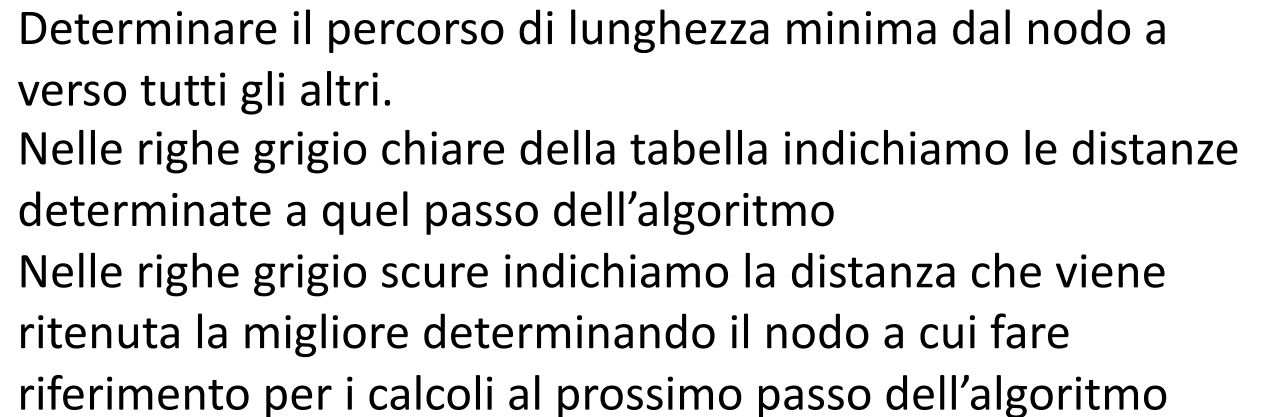 Determinare il percorso di lunghezza minima dal nodo a
verso tutti gli altri.
Nelle righe grigio chiare della tabella indichiamo le distanze
determinate a quel passo dell’algoritmo
Nelle righe grigio scure indichiamo la distanza che viene
ritenuta la migliore determinando il nodo a cui fare
riferimento per i calcoli al prossimo passo dell’algoritmo